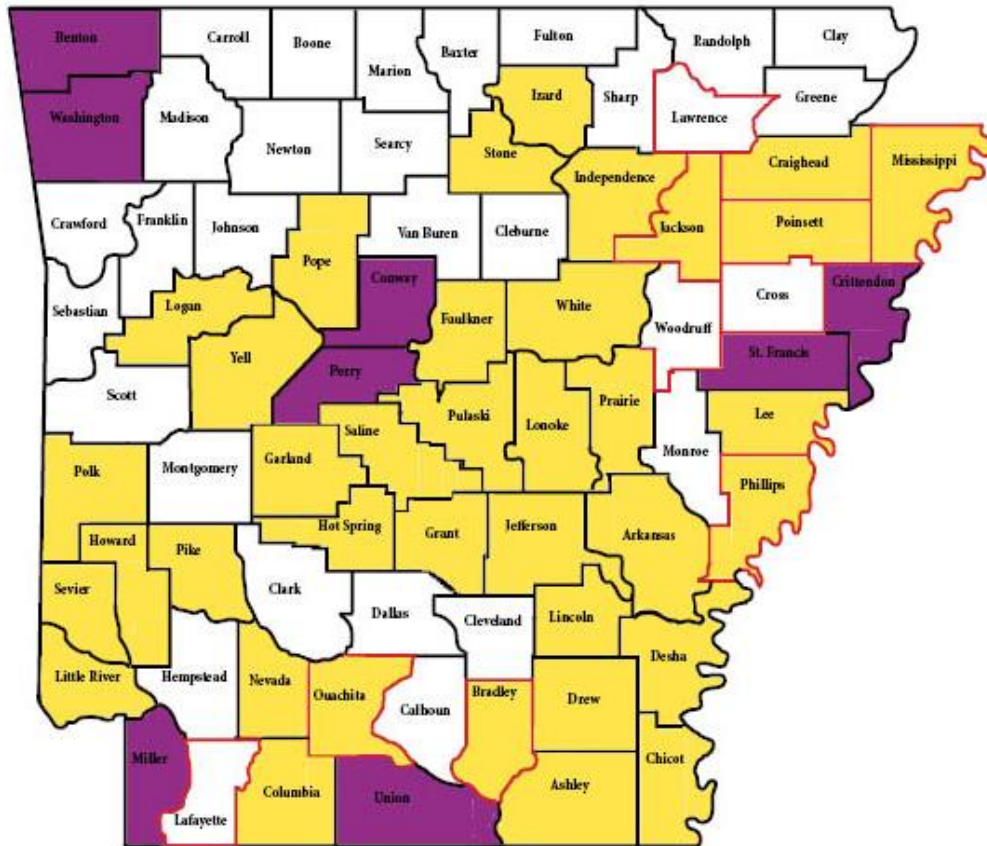 Benton
Carroll
Boone
Marion
Baxter
Fulton
Randolph
Clay
Washington
Madison
Newton
Searcy
Stone
Izard
Sharp
Lawrence
Greene
Independence
Craighead
Mississippi
Crawford
Franklin
Johnson
Pope
Van Buren
Cleburne
Jackson
Poinsett
Sebastian
Logan
Conway
Faulkner
White
Woodruff
Cross
Crittendon
Yell
Perry
St. Francis
Scott
Saline
Pulaski
Lonoke
Prairie
Monroe
Lee
Polk
Montgomery
Garland
Phillips
Howard
Pike
Hot Spring
Grant
Jefferson
Arkansas
Sevier
Clark
Dallas
Cleveland
Lincoln
Desha
Little River
Hempstead
Nevada
Ouachita
Calhoun
Bradley
Drew
Miller
Lafayette
Columbia
Union
Ashley
Chicot